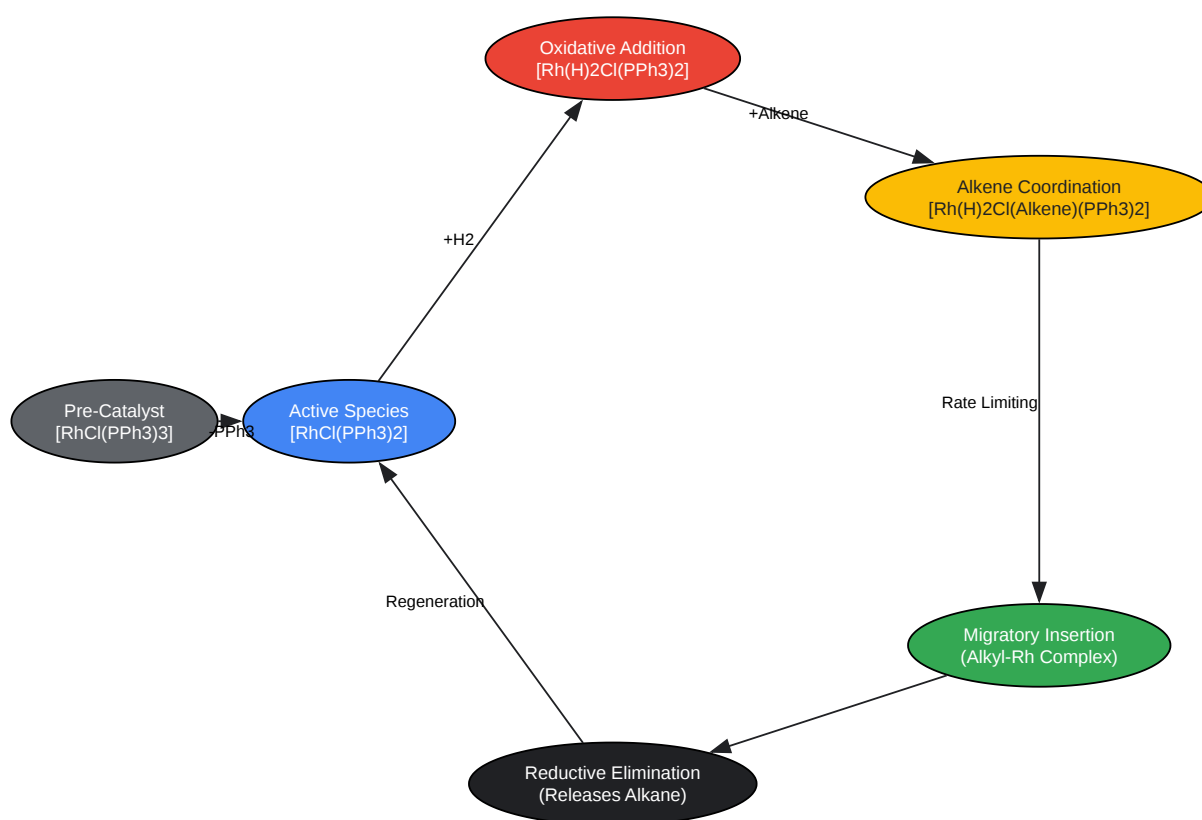 Oxidative Addition
[Rh(H)2Cl(PPh3)2]
+Alkene
Alkene Coordination
[Rh(H)2Cl(Alkene)(PPh3)2]
+H2
Pre-Catalyst
[RhCl(PPh3)3]
-PPh3
Active Species
[RhCl(PPh3)2]
Rate Limiting
Regeneration
Migratory Insertion
(Alkyl-Rh Complex)
Reductive Elimination
(Releases Alkane)